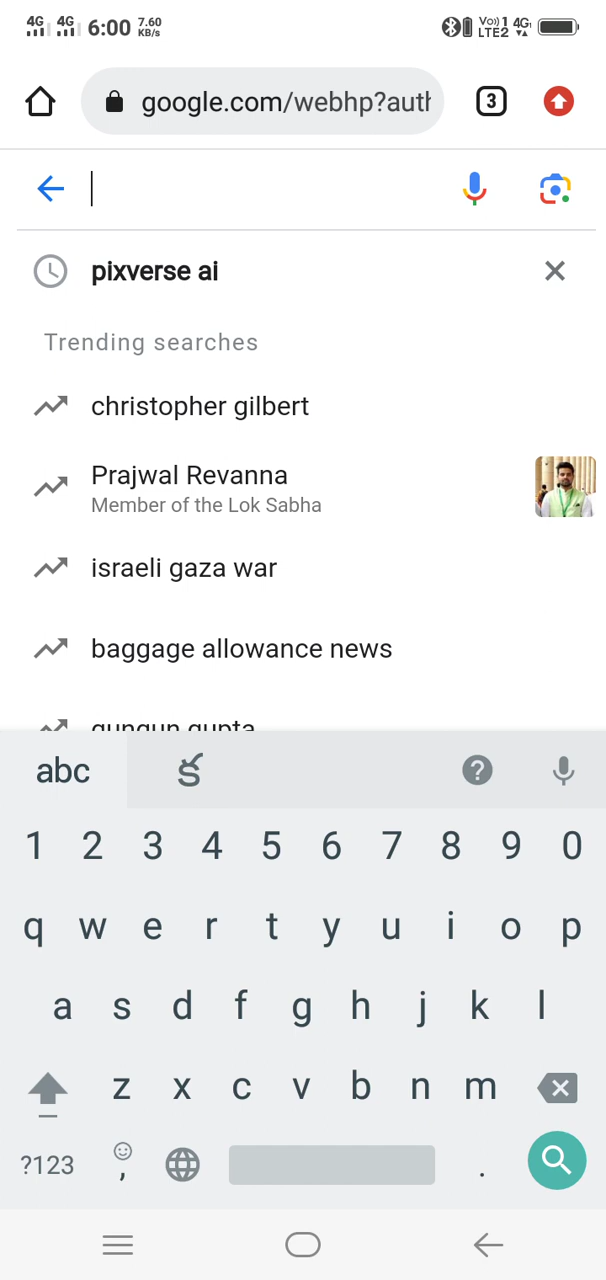 4G 4G 6:00 7.60 KB/s Vo) 1 LTE2 4G
google.com/webhp?auth
3
pixverse ai
Trending searches
christopher gilbert
Prajwal Revanna
Member of the Lok Sabha
israeli gaza war
baggage allowance news
gungun gupta
abc క ?
1 2 3 4 5 6 7 8 9 0
q w e r t y u i o p
a s d f g h j k l
z x c v b n m
?123 , .